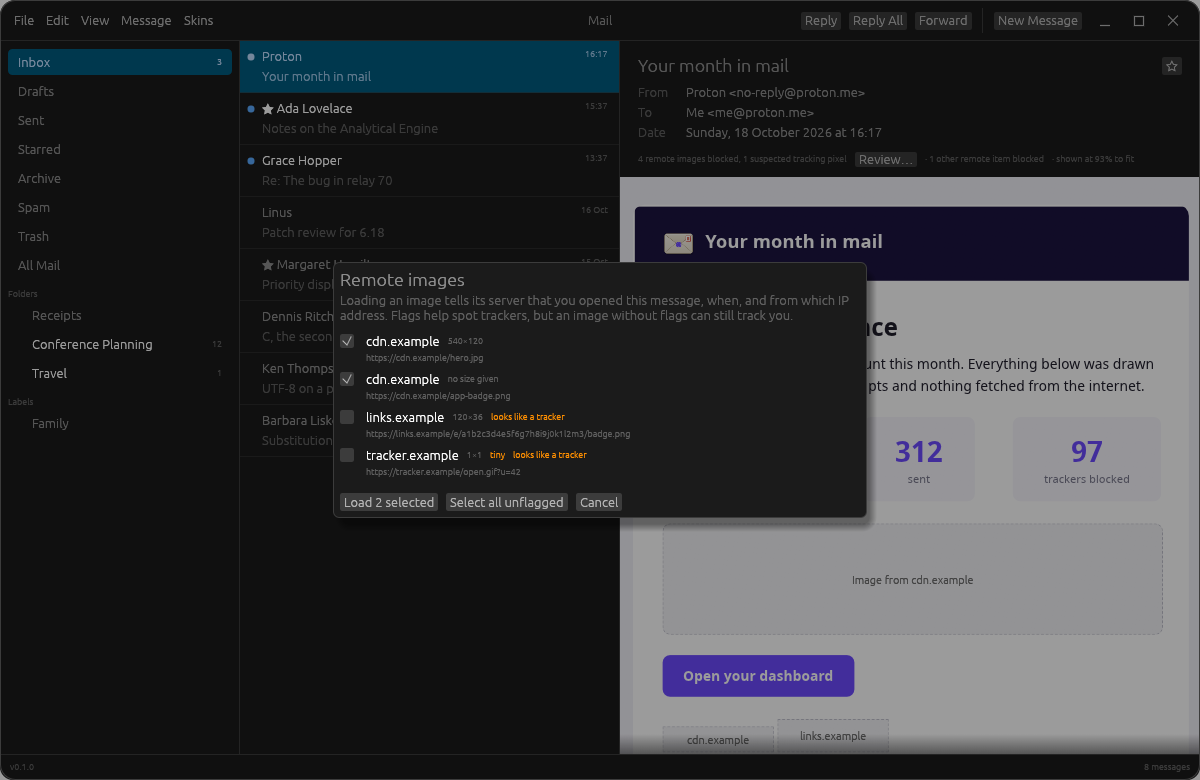 File Edit View Message Skins
Mail
Reply Reply All Forward New Message
Inbox 3
Drafts
Sent
Starred
Archive
Spam
Trash
All Mail
Folders
Receipts
Conference Planning 12
Travel 1
Labels
Family
Proton 16:17
Your month in mail
Ada Lovelace 15:37
Notes on the Analytical Engine
Grace Hopper 13:37
Re: The bug in relay 70
Linus 16 Oct
Patch review for 6.18
Margaret
Priority
Dennis
C, the
Ken
UTF-8 on a
Barbara
Your month in mail
From Proton <no-reply@proton.me>
To Me <me@proton.me>
Date Sunday, 18 October 2026 at 16:17
4 remote images blocked, 1 suspected tracking pixel Review… · 1 other remote item blocked · shown at 93% to fit
Your month in mail
this month. Everything below was drawn
and nothing fetched from the internet.
312
sent
97
trackers blocked
Image from cdn.example
Open your dashboard
cdn.example
links.example
Remote images
Loading an image tells its server that you opened this message, when, and from which IP
address. Flags help spot trackers, but an image without flags can still track you.
cdn.example 540×120
https://cdn.example/hero.jpg
cdn.example no size given
https://cdn.example/app-badge.png
links.example 120×36 looks like a tracker
https://links.example/e/a1b2c3d4e5f6g7h8i9j0k1l2m3/badge.png
tracker.example 1×1 tiny looks like a tracker
https://tracker.example/open.gif?u=42
Load 2 selected Select all unflagged Cancel
v0.1.0
8 messages